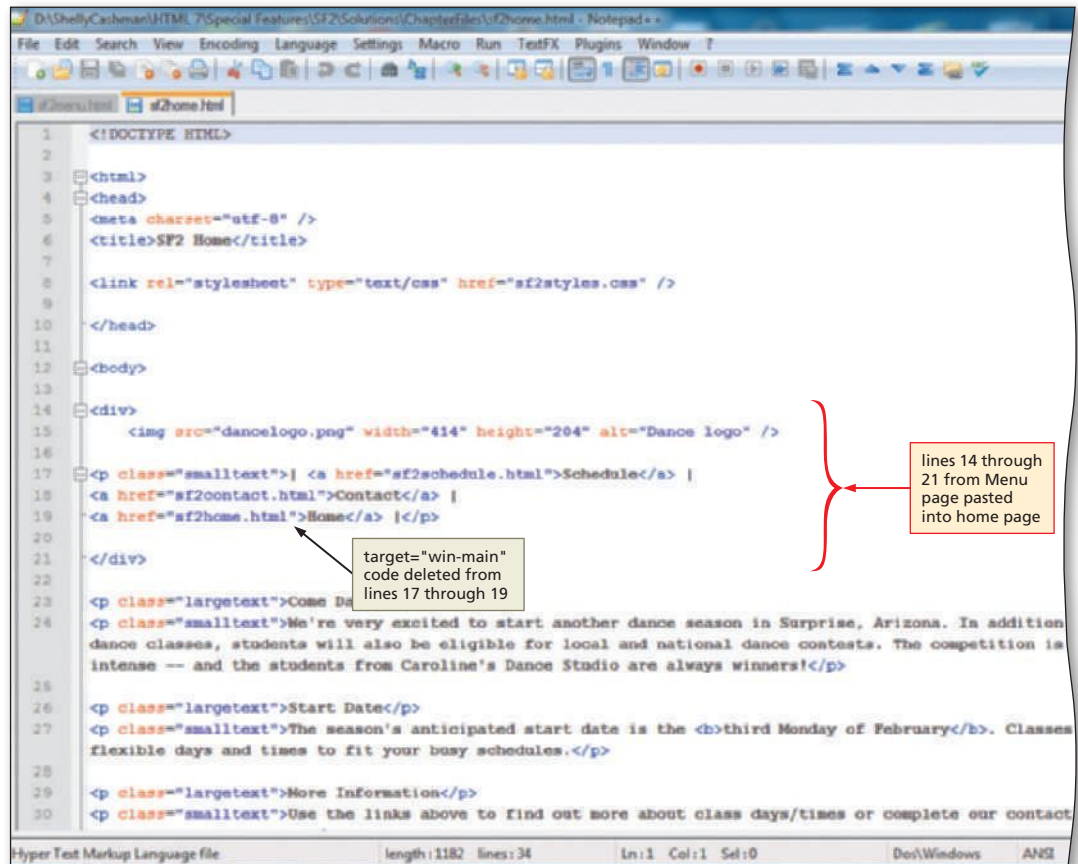 D:\ShellyCashman\HTML 7\Special Features\SF2\Solutions\ChapterFiles\sf2home.html - Notepad++
File Edit Search View Encoding Language Settings Macro Run TextFX Plugins Window ?
sf2menu.html sf2home.html
1 <!DOCTYPE HTML>
2
3 <html>
4 <head>
5 <meta charset="utf-8" />
6 <title>SF2 Home</title>
7
8 <link rel="stylesheet" type="text/css" href="sf2styles.css" />
9
10 </head>
11
12 <body>
13
14 <div>
15 <img src="dancelogo.png" width="414" height="204" alt="Dance logo" />
16
17 <p class="smalltext">| <a href="sf2schedule.html">Schedule</a> |
18 <a href="sf2contact.html">Contact</a> |
19 <a href="sf2home.html">Home</a> |</p>
20
21 </div>
22
23 <p class="largetext">Come Da
24 <p class="smalltext">We're very excited to start another dance season in Surprise, Arizona. In addition
dance classes, students will also be eligible for local and national dance contests. The competition is
intense -- and the students from Caroline's Dance Studio are always winners!</p>
25
26 <p class="largetext">Start Date</p>
27 <p class="smalltext">The season's anticipated start date is the <b>third Monday of February</b>. Classes
flexible days and times to fit your busy schedules.</p>
28
29 <p class="largetext">More Information</p>
30 <p class="smalltext">Use the links above to find out more about class days/times or complete our contact
lines 14 through
21 from Menu
page pasted
into home page
target="win-main"
code deleted from
lines 17 through 19
Hyper Text Markup Language file length : 1182 lines : 34 Ln : 1 Col : 1 Sel : 0 Dos\Windows ANSI